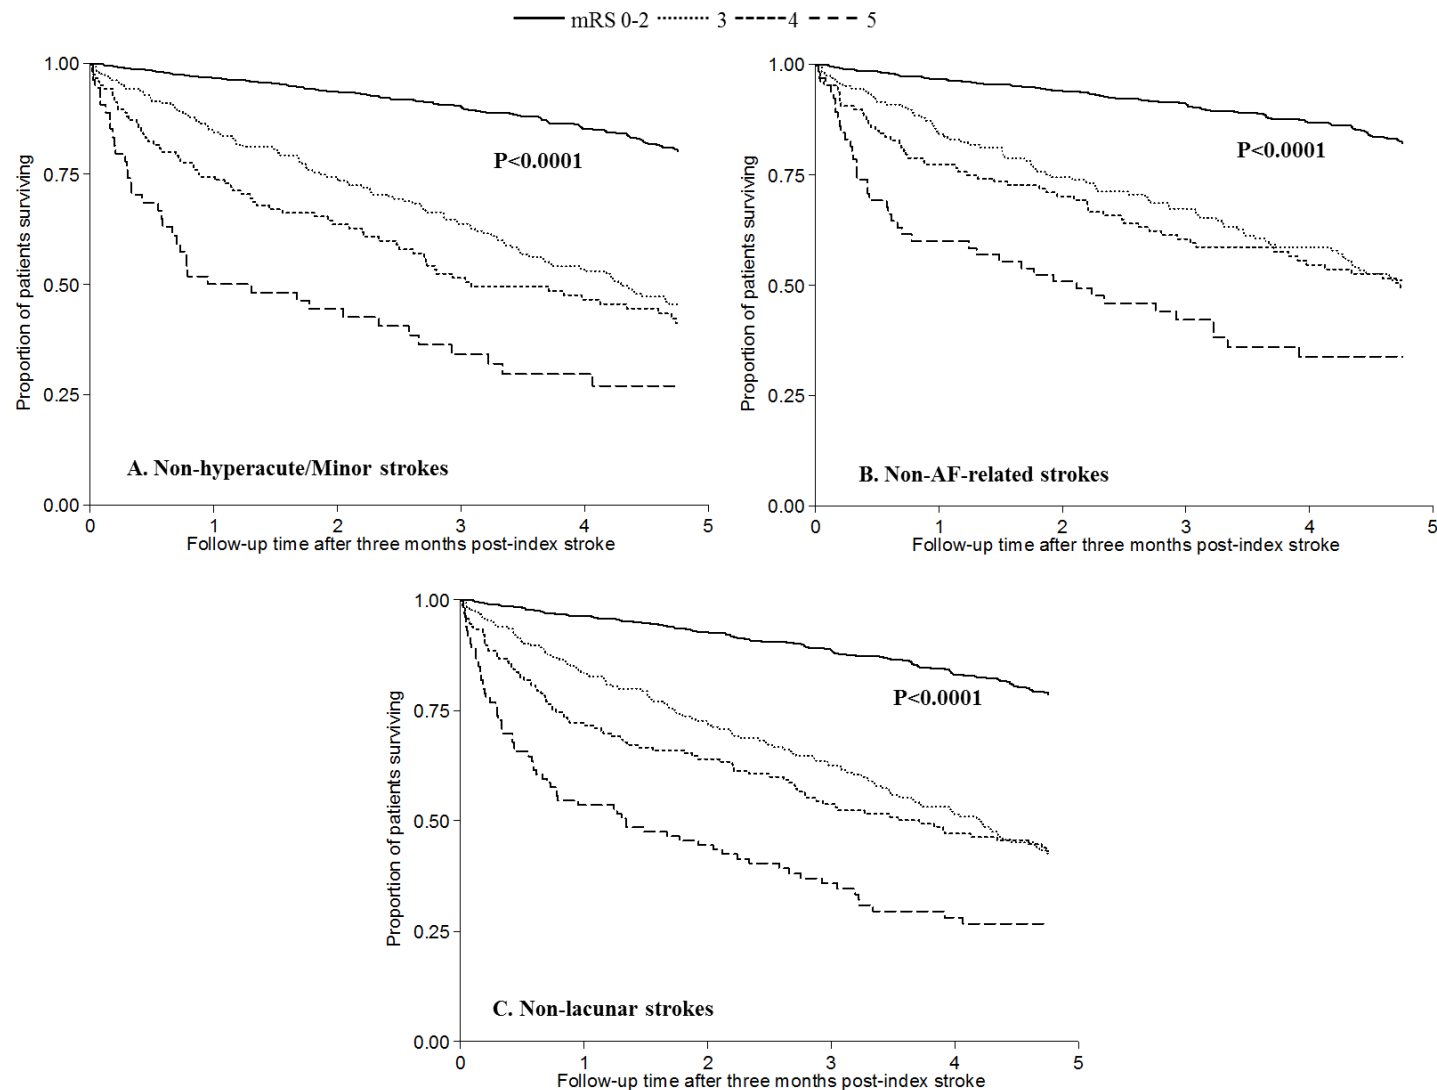 mRS 0-2 3 4 5
1.00
0.75
0.50
0.25
0.00
Proportion of patients surviving
P<0.0001
A. Non-hyperacute/Minor strokes
0 1 2 3 4 5
Follow-up time after three months post-index stroke
1.00
0.75
0.50
0.25
0.00
Proportion of patients surviving
P<0.0001
B. Non-AF-related strokes
0 1 2 3 4 5
Follow-up time after three months post-index stroke
1.00
0.75
0.50
0.25
0.00
Proportion of patients surviving
P<0.0001
C. Non-lacunar strokes
0 1 2 3 4 5
Follow-up time after three months post-index stroke